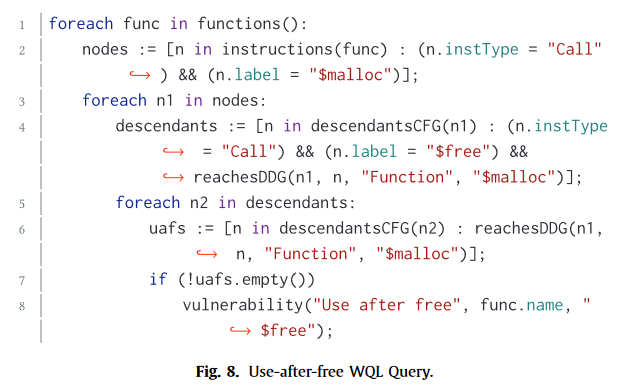 1 foreach func in functions():
2 nodes := [n in instructions(func) : (n.instType = "Call"
↪ ) && (n.label = "$malloc")];
3 foreach n1 in nodes:
4 descendants := [n in descendantsCFG(n1) : (n.instType
↪ = "Call") && (n.label = "$free") &&
↪ reachesDDG(n1, n, "Function", "$malloc")];
5 foreach n2 in descendants:
6 uafs := [n in descendantsCFG(n2) : reachesDDG(n1,
↪ n, "Function", "$malloc")];
7 if (!uafs.empty())
8 vulnerability("Use after free", func.name, "
↪ $free");
Fig. 8. Use-after-free WQL Query.